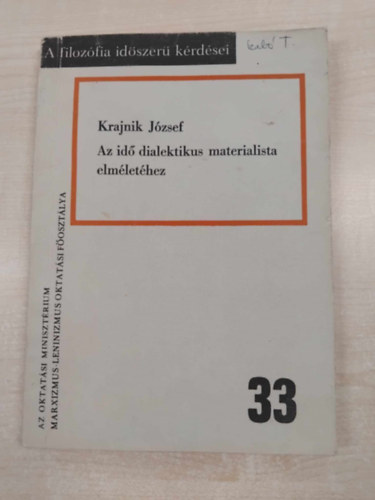 A filozófia időszerű kérdései
Krajnik József
Az idő dialektikus materialista
elméletéhez
AZ OKTATÁSI MINISZTÉRIUM
MARXIZMUS-LENINIZMUS OKTATÁSI FŐOSZTÁLYA
33